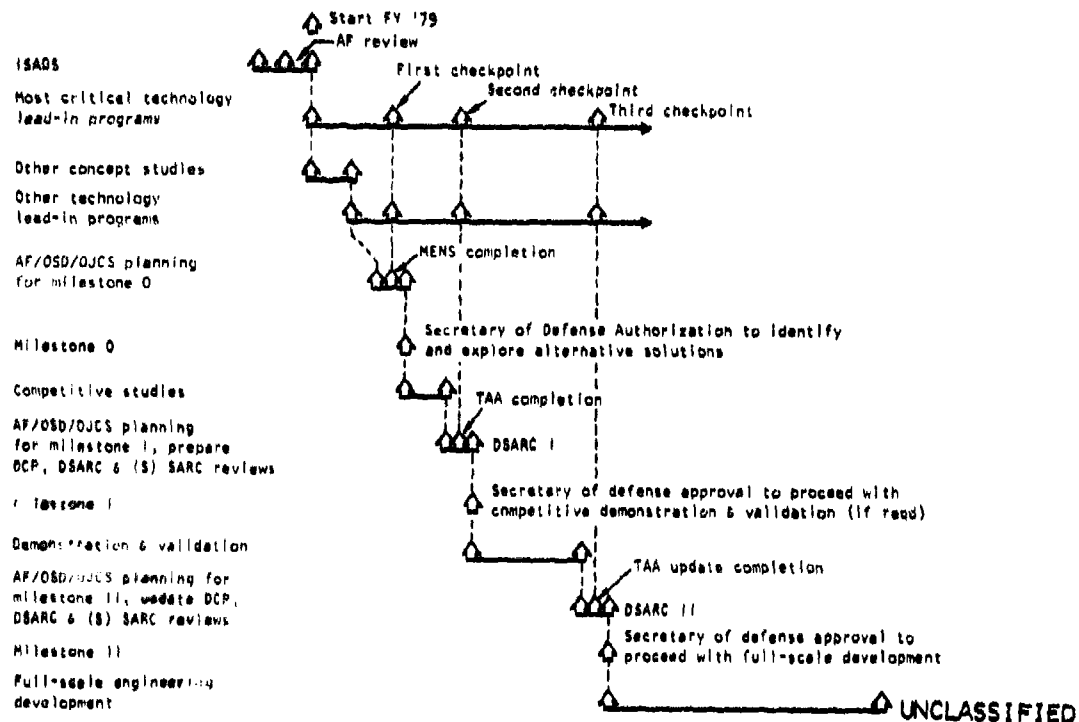 Start FY '79
AF review
ISADS
First checkpoint
Most critical technology
lead-in programs
Second checkpoint
Third checkpoint
Other concept studies
Other technology
lead-in programs
AF/OSD/OJCS planning
for milestone 0
MENS completion
Milestone 0
Secretary of Defense Authorization to identify
and explore alternative solutions
Competitive studies
TAA completion
AF/OSD/OJCS planning
for milestone I, prepare
DCP, DSARC & (S) SARC reviews
DSARC I
Secretary of defense approval to proceed with
competitive demonstration & validation (if reqd)
Demonstration & validation
TAA update completion
AF/OSD/OJCS planning for
milestone II, update DCP,
DSARC & (S) SARC reviews
DSARC II
Milestone II
Secretary of defense approval to
proceed with full-scale development
Full-scale engineering
development
UNCLASSIFIED